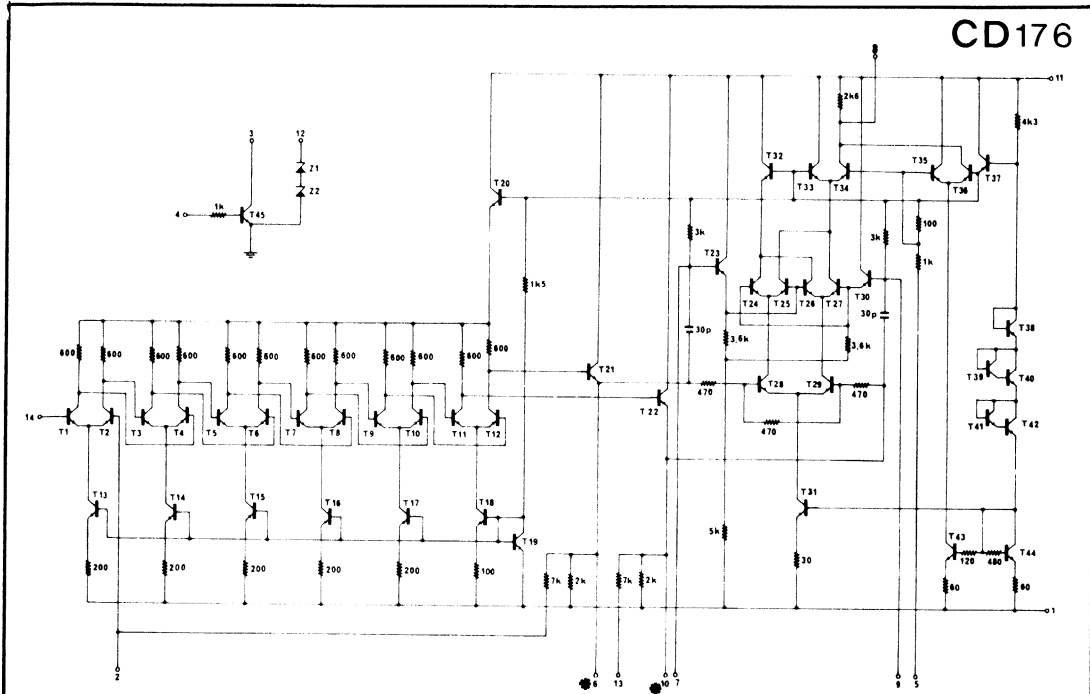 CD176
8
11
3
12
2k6
4k3
Z1
Z2
T32
T35
T20
T33
T34
T36
T37
1k
4
T45
3k
3k
100
T23
1k
1k5
T24
T25
T26
T27
T30
30p
30p
T38
3,6k
3,6k
600
600
600
600
600
600
600
600
600
600
600
600
T39
T40
T21
470
T28
T29
470
T22
T41
T42
14
T1
T2
T3
T4
T5
T6
T7
T8
T9
T10
T11
T12
470
T13
T14
T15
T16
T17
T18
T31
T19
5k
T43
T44
120
480
200
200
200
200
200
100
7k
2k
7k
2k
30
60
60
1
2
6
13
10
7
9
5